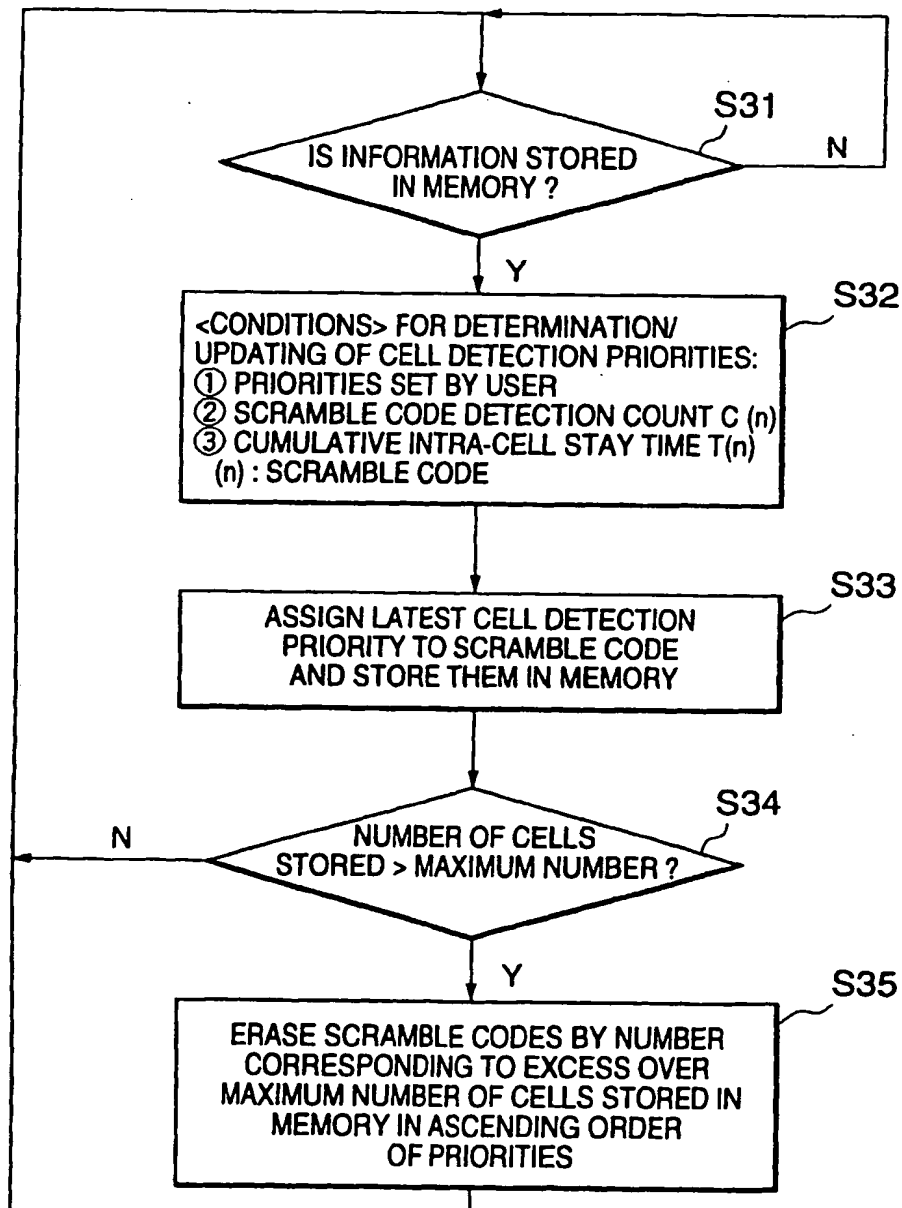 S31
IS INFORMATION STORED
IN MEMORY ?
N
Y
S32
<CONDITIONS> FOR DETERMINATION/
UPDATING OF CELL DETECTION PRIORITIES:
① PRIORITIES SET BY USER
② SCRAMBLE CODE DETECTION COUNT C (n)
③ CUMULATIVE INTRA-CELL STAY TIME T(n)
(n) : SCRAMBLE CODE
S33
ASSIGN LATEST CELL DETECTION
PRIORITY TO SCRAMBLE CODE
AND STORE THEM IN MEMORY
S34
N
NUMBER OF CELLS
STORED > MAXIMUM NUMBER ?
Y
S35
ERASE SCRAMBLE CODES BY NUMBER
CORRESPONDING TO EXCESS OVER
MAXIMUM NUMBER OF CELLS STORED IN
MEMORY IN ASCENDING ORDER
OF PRIORITIES